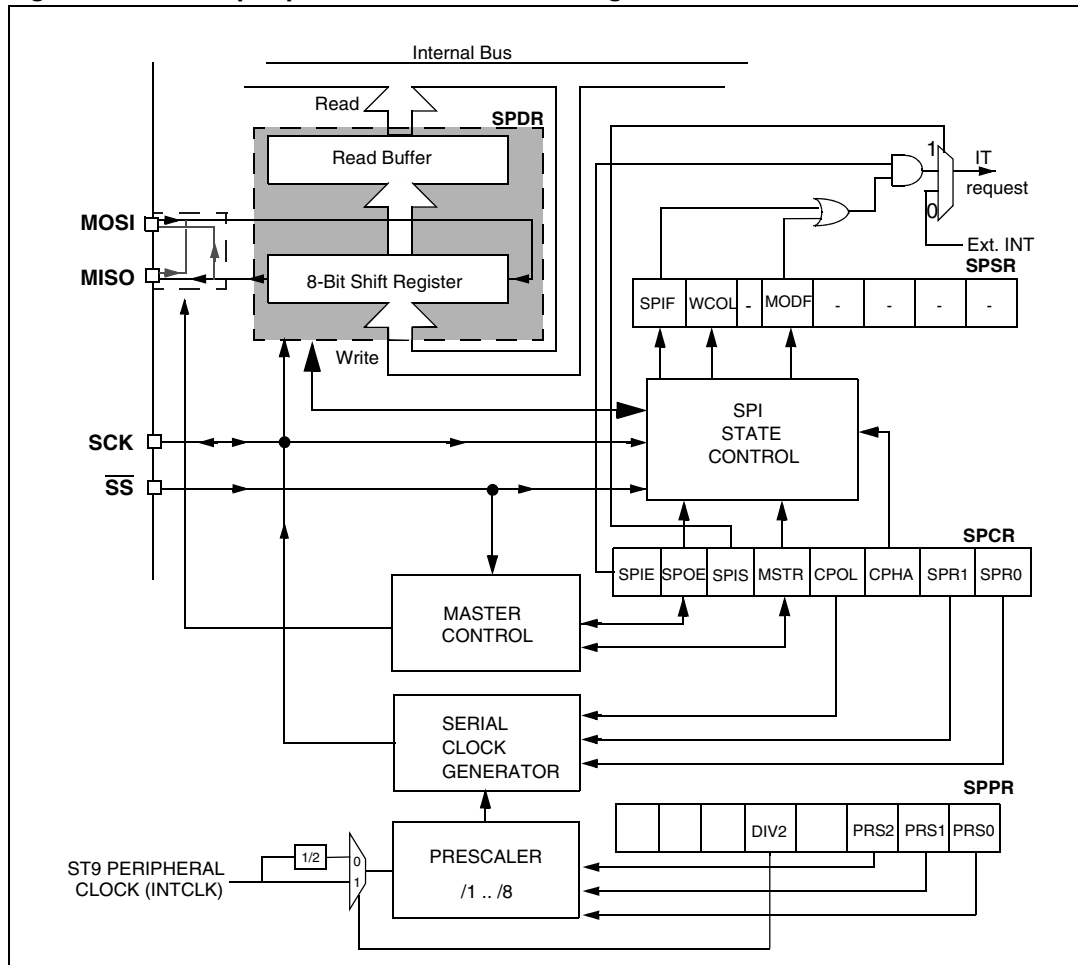 Internal Bus
Read
SPDR
Read Buffer
1
IT
request
MOSI
0
Ext. INT
MISO
8-Bit Shift Register
SPSR
SPIF WCOL - MODF - - - -
Write
SPI
STATE
CONTROL
SCK
SS
SPCR
SPIE SPOE SPIS MSTR CPOL CPHA SPR1 SPR0
MASTER
CONTROL
SERIAL
CLOCK
GENERATOR
SPPR
DIV2 PRS2 PRS1 PRS0
ST9 PERIPHERAL
CLOCK (INTCLK)
1/2
0
1
PRESCALER
/1 .. /8